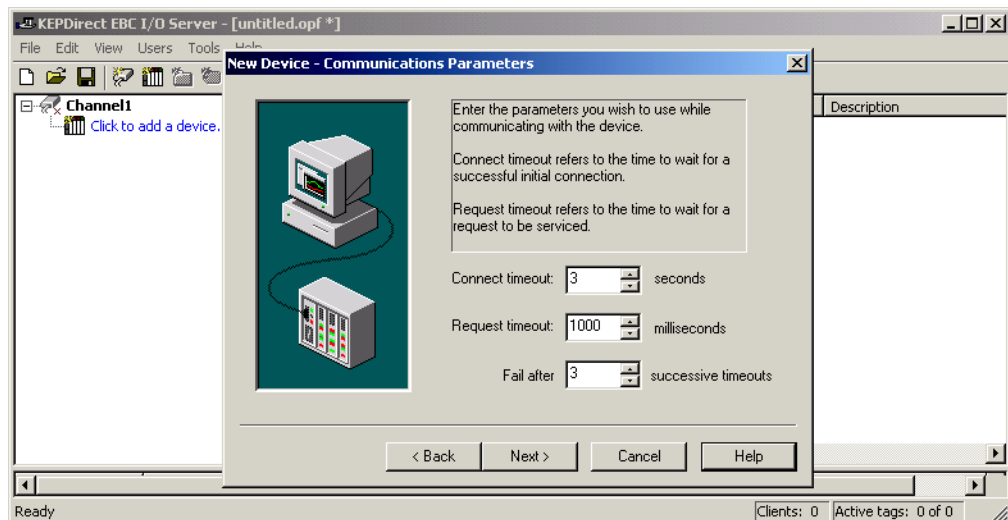 KEPDirect EBC I/O Server - [untitled.opf *]
File Edit View Users Tools Help
New Device - Communications Parameters
Channel1
Click to add a device.
Description
Enter the parameters you wish to use while
communicating with the device.
Connect timeout refers to the time to wait for a
successful initial connection.
Request timeout refers to the time to wait for a
request to be serviced.
Connect timeout: 3 seconds
Request timeout: 1000 milliseconds
Fail after 3 successive timeouts
< Back Next > Cancel Help
Ready Clients: 0 Active tags: 0 of 0